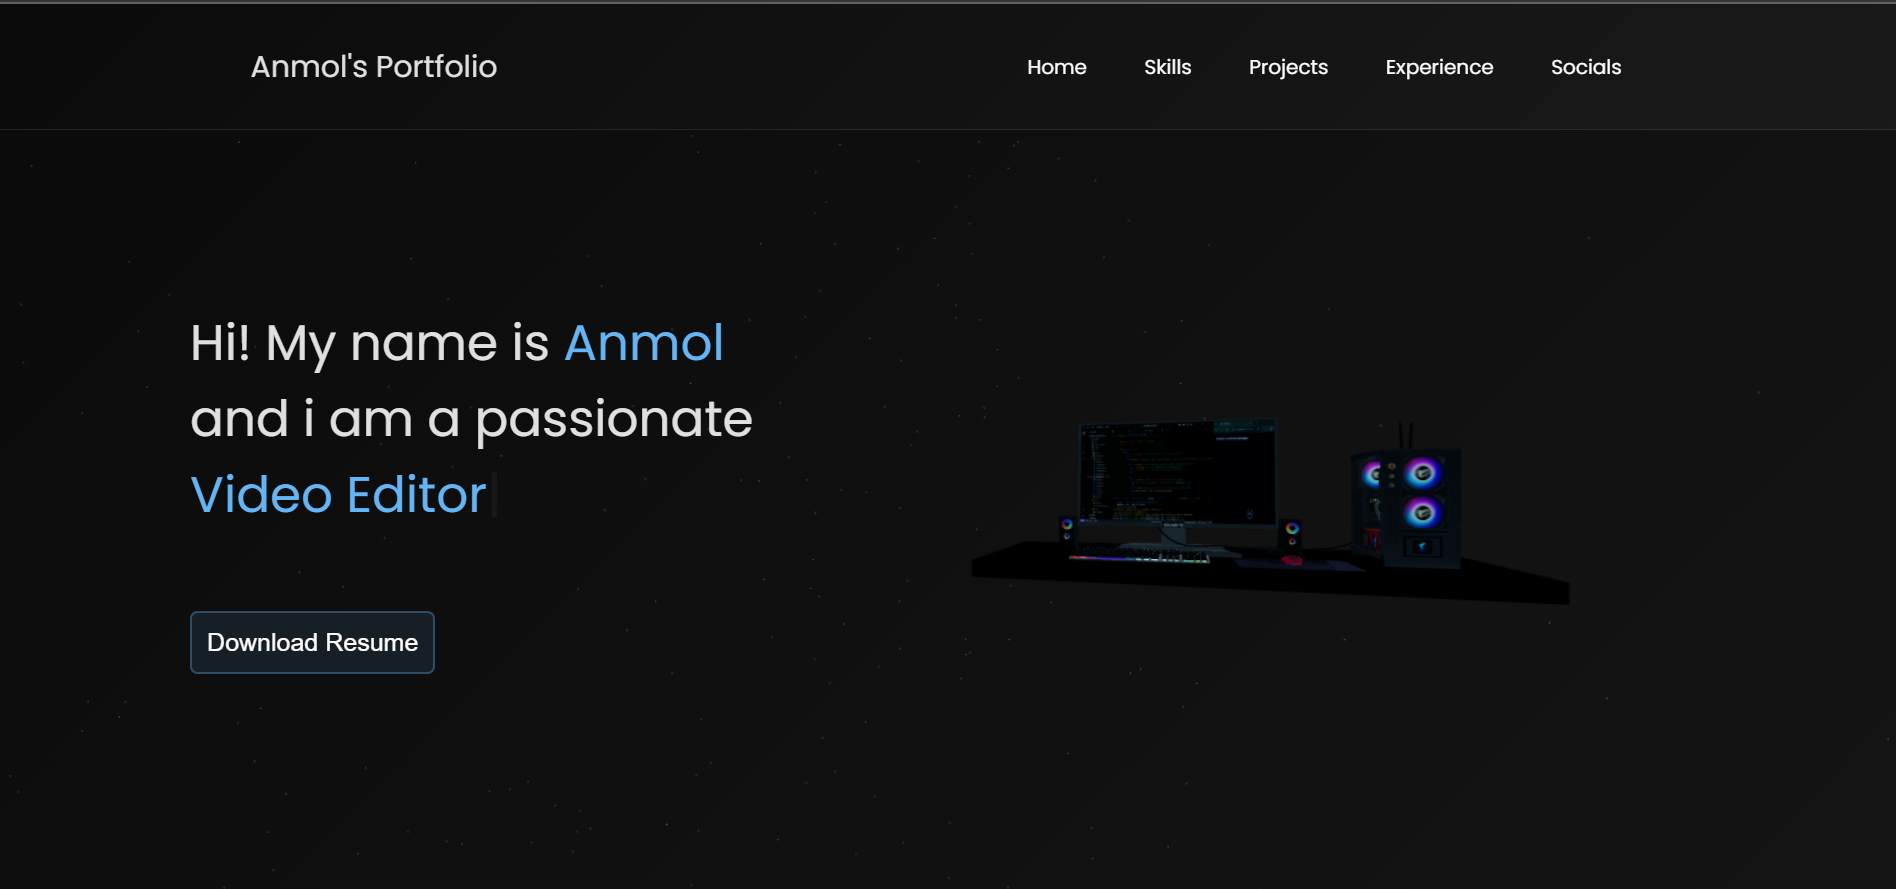 Anmol's Portfolio
Home Skills Projects Experience Socials
Hi! My name is Anmol
and i am a passionate
Video Editor
Download Resume